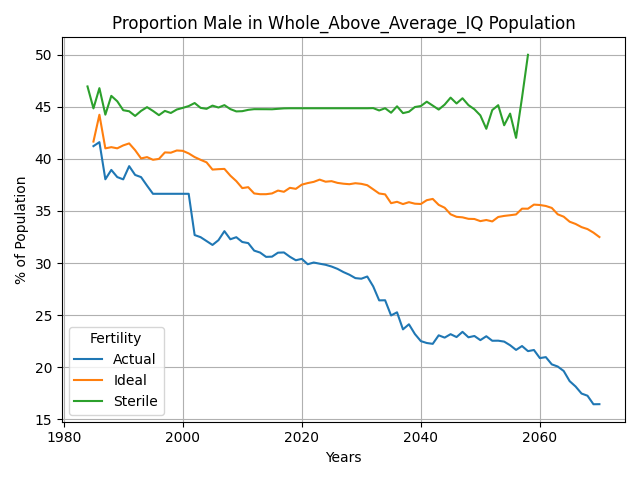 Proportion Male in Whole_Above_Average_IQ Population
% of Population
50
45
40
35
30
25
20
15
Fertility
Actual
Ideal
Sterile
1980
2000
2020
2040
2060
Years